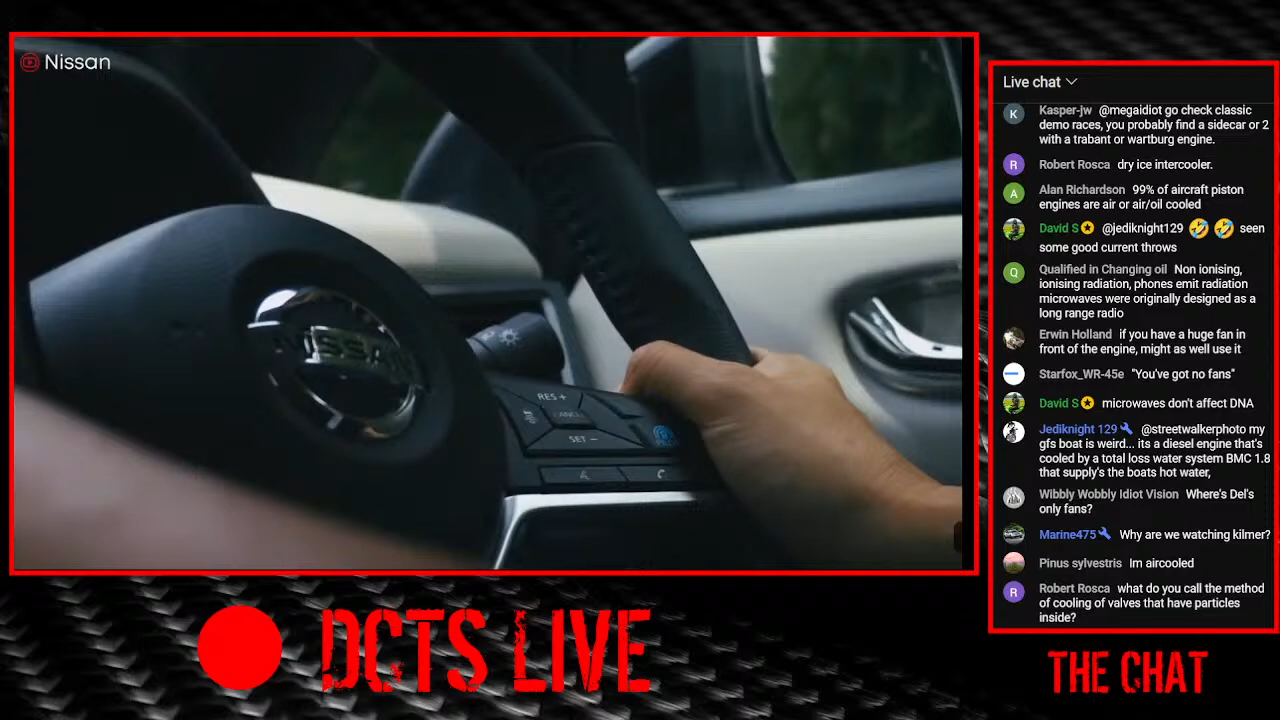 Nissan
NISSAN
RES +
CANCEL
SET −
DCTS LIVE
Live chat
Kasper-jw @megaidiot go check classic
demo races, you probably find a sidecar or 2
with a trabant or wartburg engine.
Robert Rosca dry ice intercooler.
Alan Richardson 99% of aircraft piston
engines are air or air/oil cooled
David S @jediknight129 🤣 🤣 seen
some good current throws
Qualified in Changing oil Non ionising,
ionising radiation, phones emit radiation
microwaves were originally designed as a
long range radio
Erwin Holland if you have a huge fan in
front of the engine, might as well use it
Starfox_WR-45e "You've got no fans"
David S microwaves don't affect DNA
Jediknight 129 @streetwalkerphoto my
gfs boat is weird... its a diesel engine that's
cooled by a total loss water system BMC 1.8
that supply's the boats hot water,
Wibbly Wobbly Idiot Vision Where's Del's
only fans?
Marine475 Why are we watching kilmer?
Pinus sylvestris Im aircooled
Robert Rosca what do you call the method
of cooling of valves that have particles
inside?
THE CHAT